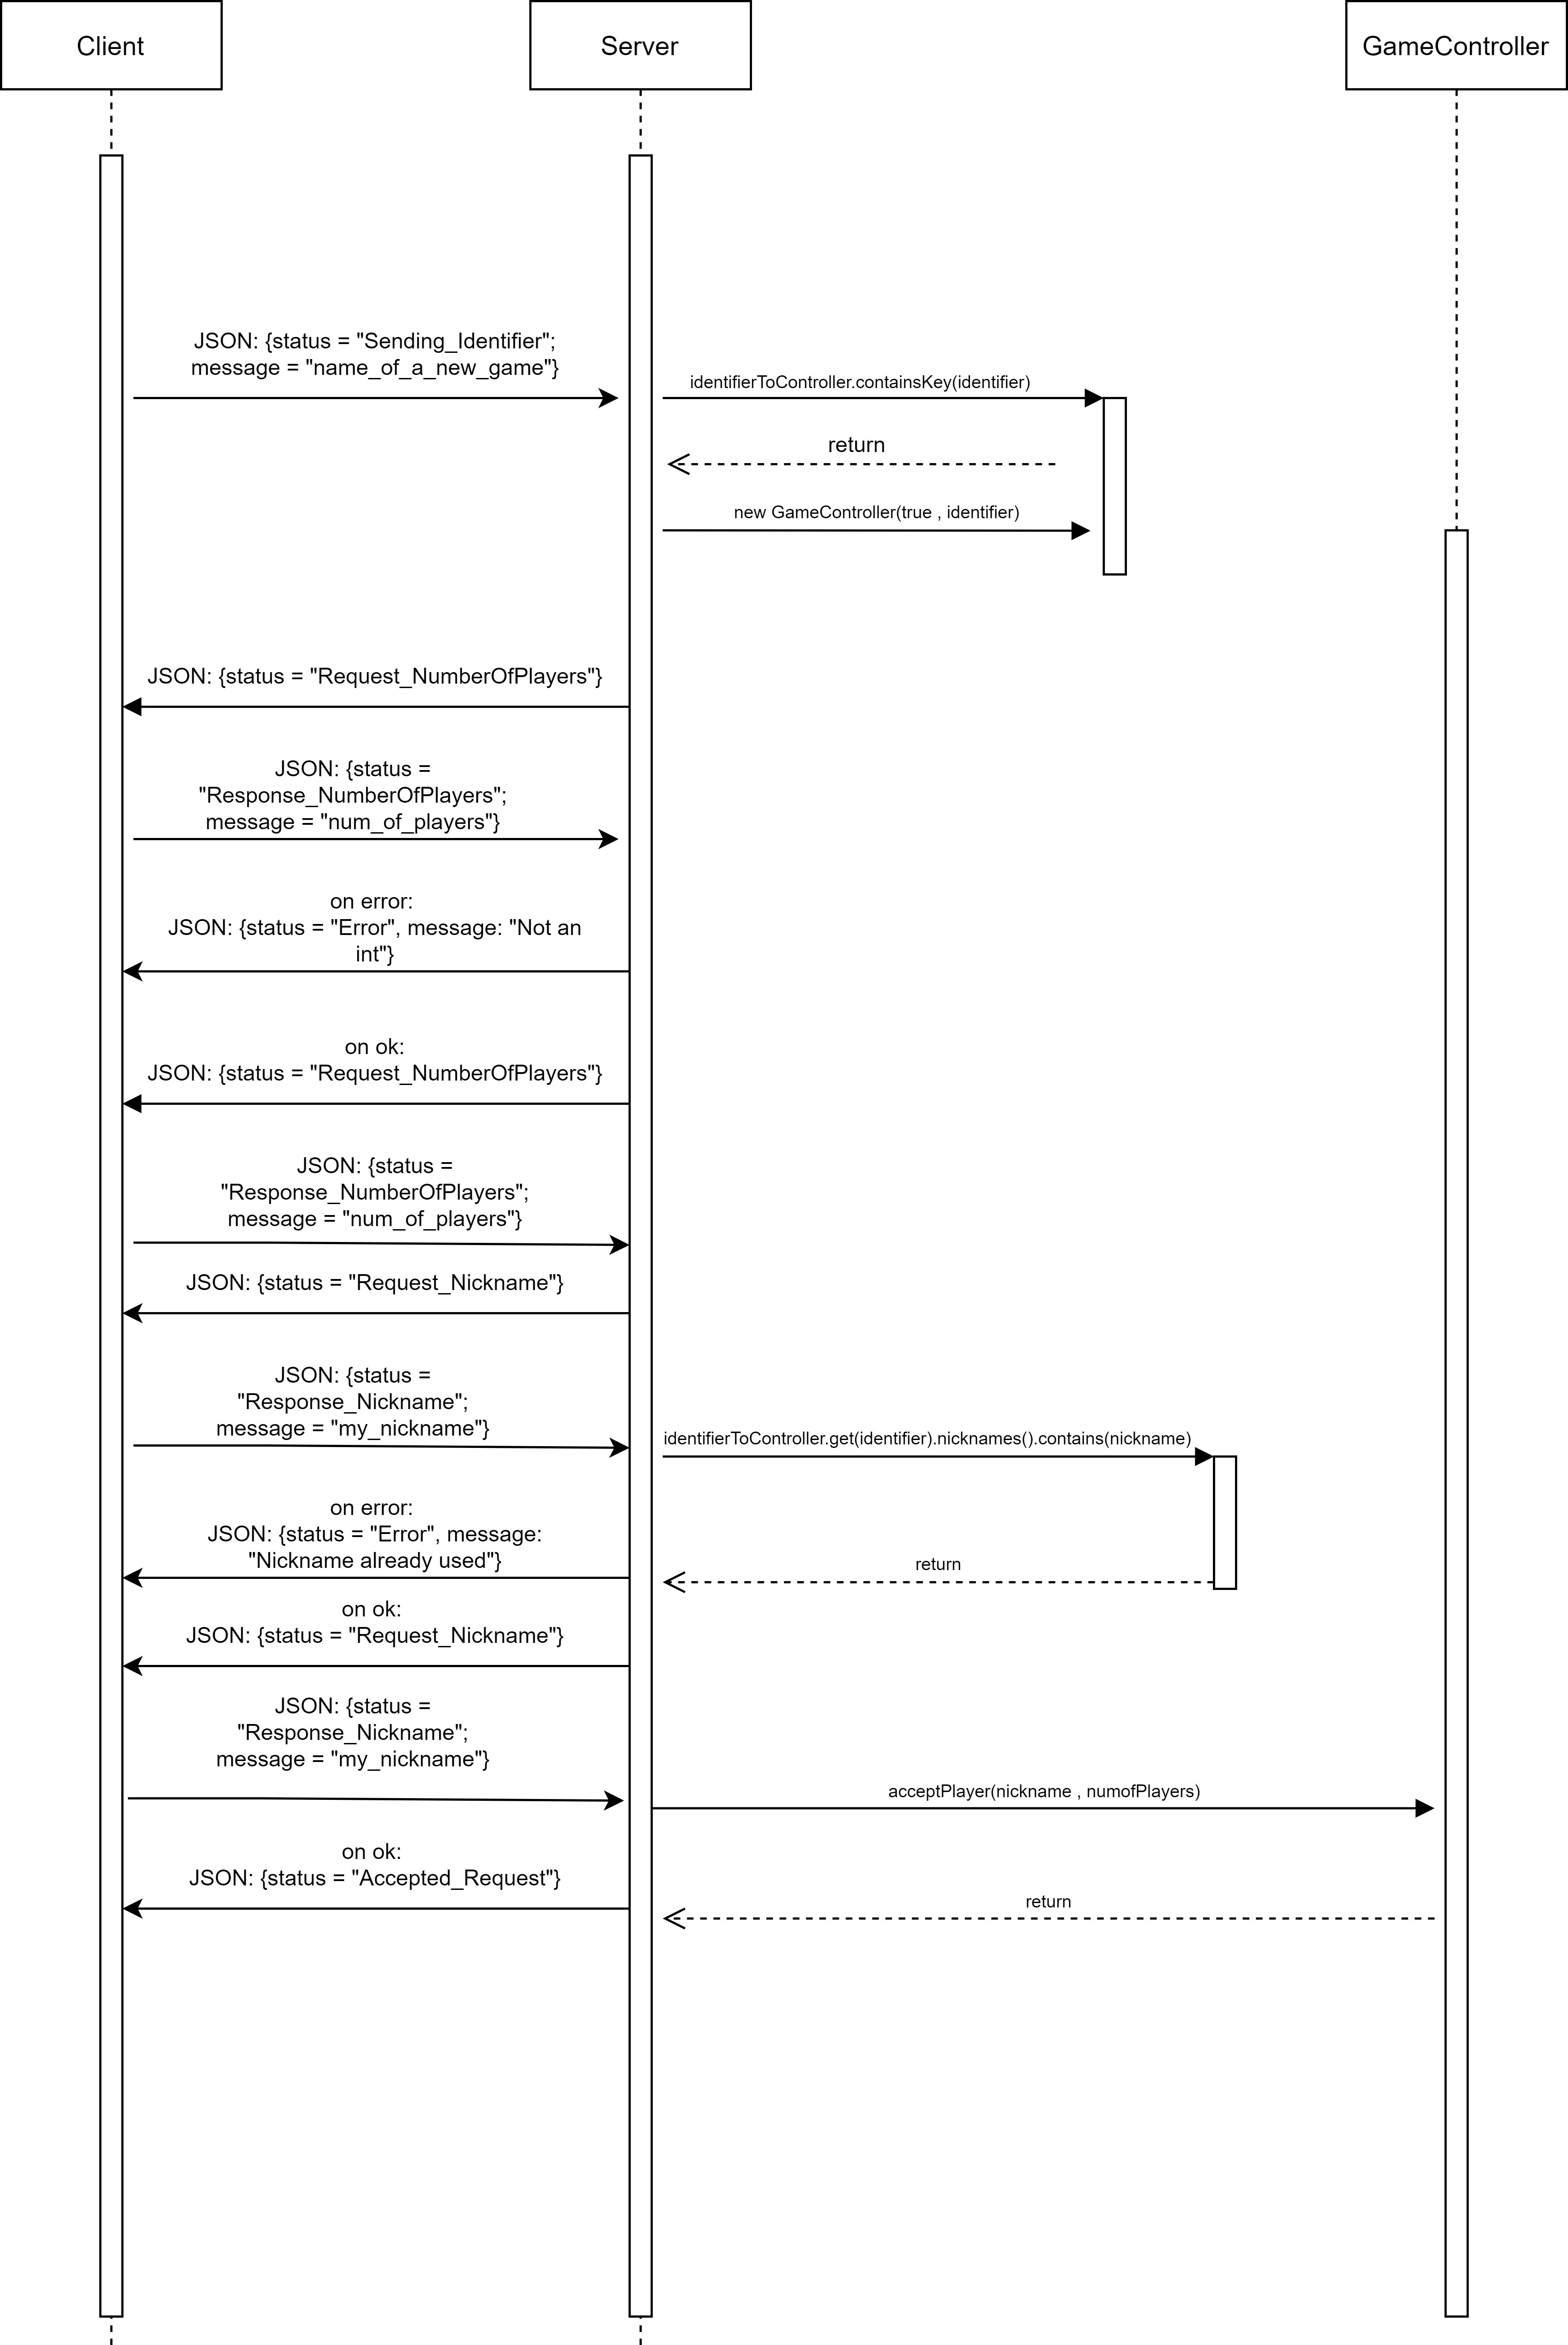 Client
Server
GameController
JSON: {status = "Sending_Identifier";
message = "name_of_a_new_game"}
identifierToController.containsKey(identifier)
return
new GameController(true , identifier)
JSON: {status = "Request_NumberOfPlayers"}
JSON: {status =
"Response_NumberOfPlayers";
message = "num_of_players"}
on error:
JSON: {status = "Error", message: "Not an
int"}
on ok:
JSON: {status = "Request_NumberOfPlayers"}
JSON: {status =
"Response_NumberOfPlayers";
message = "num_of_players"}
JSON: {status = "Request_Nickname"}
JSON: {status =
"Response_Nickname";
message = "my_nickname"}
identifierToController.get(identifier).nicknames().contains(nickname)
on error:
JSON: {status = "Error", message:
"Nickname already used"}
return
on ok:
JSON: {status = "Request_Nickname"}
JSON: {status =
"Response_Nickname";
message = "my_nickname"}
acceptPlayer(nickname , numofPlayers)
on ok:
JSON: {status = "Accepted_Request"}
return